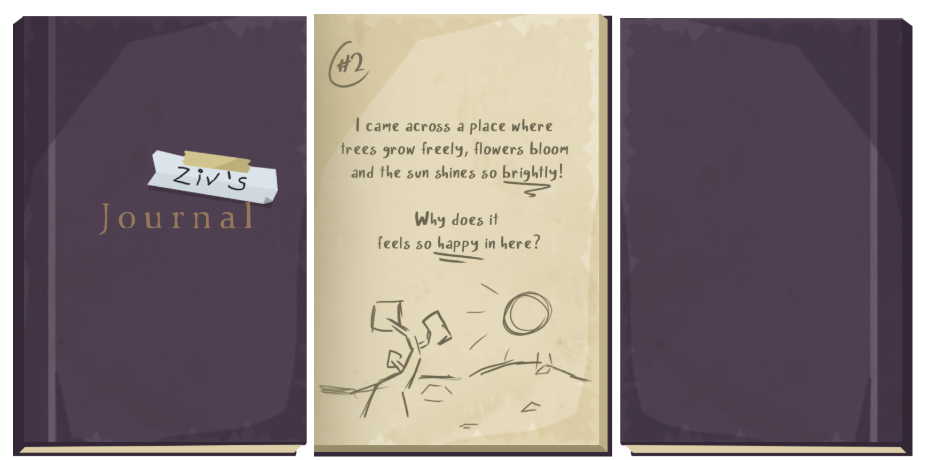 Ziv's
Journal
#2
I came across a place where
trees grow freely, flowers bloom
and the sun shines so brightly!
Why does it
feels so happy in here?